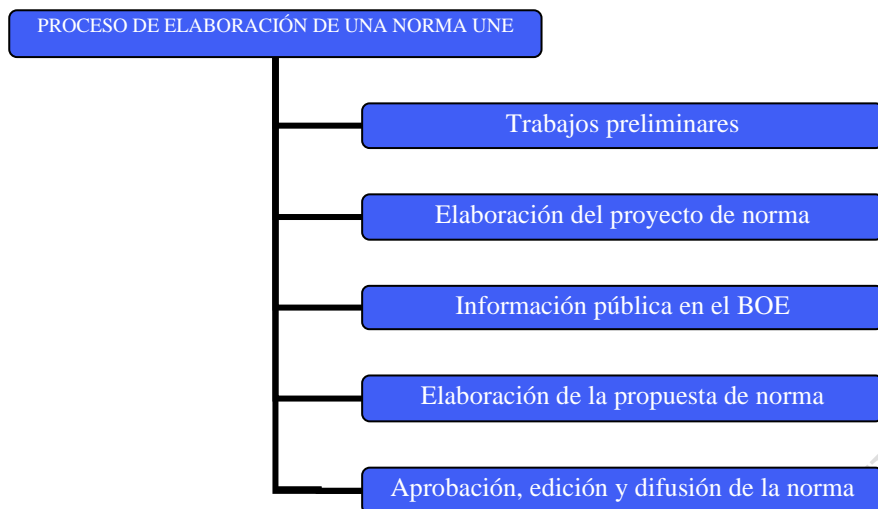 PROCESO DE ELABORACIÓN DE UNA NORMA UNE
Trabajos preliminares
Elaboración del proyecto de norma
Información pública en el BOE
Elaboración de la propuesta de norma
Aprobación, edición y difusión de la norma